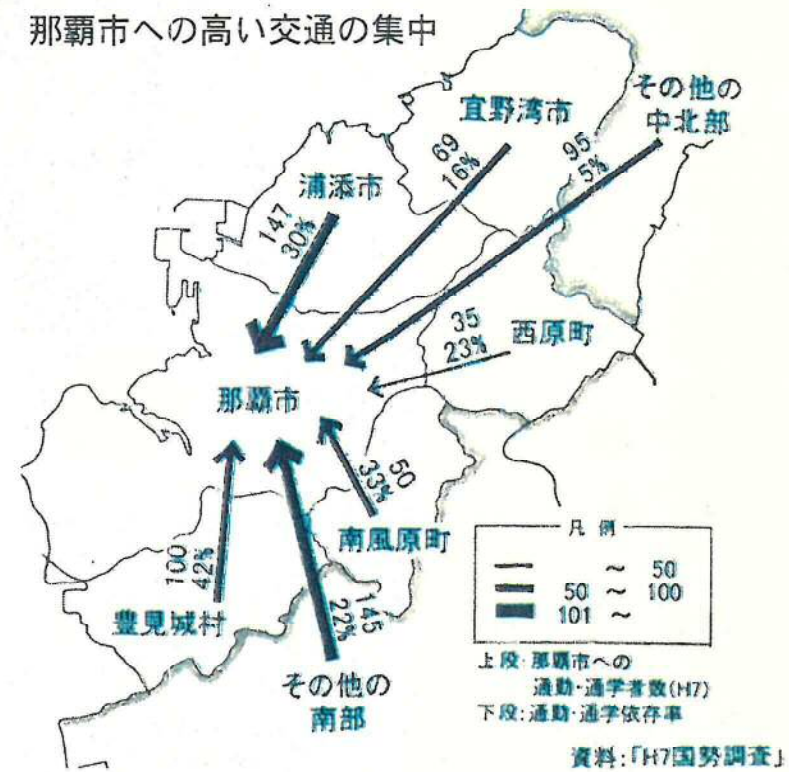 那覇市への高い交通の集中
宜野湾市
その他の
中北部
69
16%
95
5%
浦添市
147
30%
35
23%
西原町
那覇市
50
33%
南風原町
100
42%
豊見城村
145
22%
その他の
南部
凡例
～ 50
50 ～ 100
101 ～
上段:那覇市への
通勤・通学者数(H7)
下段:通勤・通学依存率
資料:「H7国勢調査」